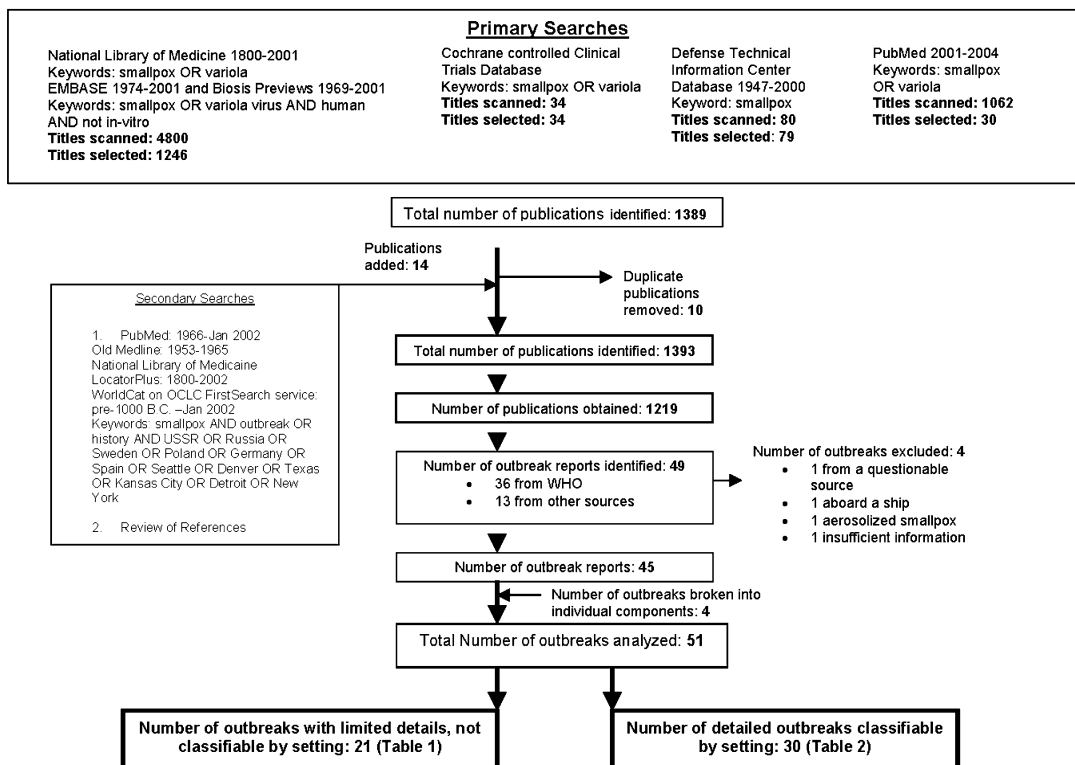 Primary Searches
National Library of Medicine 1800-2001
Keywords: smallpox OR variola
EMBASE 1974-2001 and Biosis Previews 1969-2001
Keywords: smallpox OR variola virus AND human
AND not in-vitro
Titles scanned: 4800
Titles selected: 1246
Cochrane controlled Clinical
Trials Database
Keywords: smallpox OR variola
Titles scanned: 34
Titles selected: 34
Defense Technical
Information Center
Database 1947-2000
Keyword: smallpox
Titles scanned: 80
Titles selected: 79
PubMed 2001-2004
Keywords: smallpox
OR variola
Titles scanned: 1062
Titles selected: 30
Total number of publications identified: 1389
Publications
added: 14
Duplicate
publications
removed: 10
Secondary Searches
1. PubMed: 1966-Jan 2002
Old Medline: 1953-1965
National Library of Medicaine
LocatorPlus: 1800-2002
WorldCat on OCLC FirstSearch service:
pre-1000 B.C. –Jan 2002
Keywords: smallpox AND outbreak OR
history AND USSR OR Russia OR
Sweden OR Poland OR Germany OR
Spain OR Seattle OR Denver OR Texas
OR Kansas City OR Detroit OR New
York
2. Review of References
Total number of publications identified: 1393
Number of publications obtained: 1219
Number of outbreak reports identified: 49
• 36 from WHO
• 13 from other sources
Number of outbreaks excluded: 4
• 1 from a questionable
source
• 1 aboard a ship
• 1 aerosolized smallpox
• 1 insufficient information
Number of outbreak reports: 45
Number of outbreaks broken into
individual components: 4
Total Number of outbreaks analyzed: 51
Number of outbreaks with limited details, not
classifiable by setting: 21 (Table 1)
Number of detailed outbreaks classifiable
by setting: 30 (Table 2)